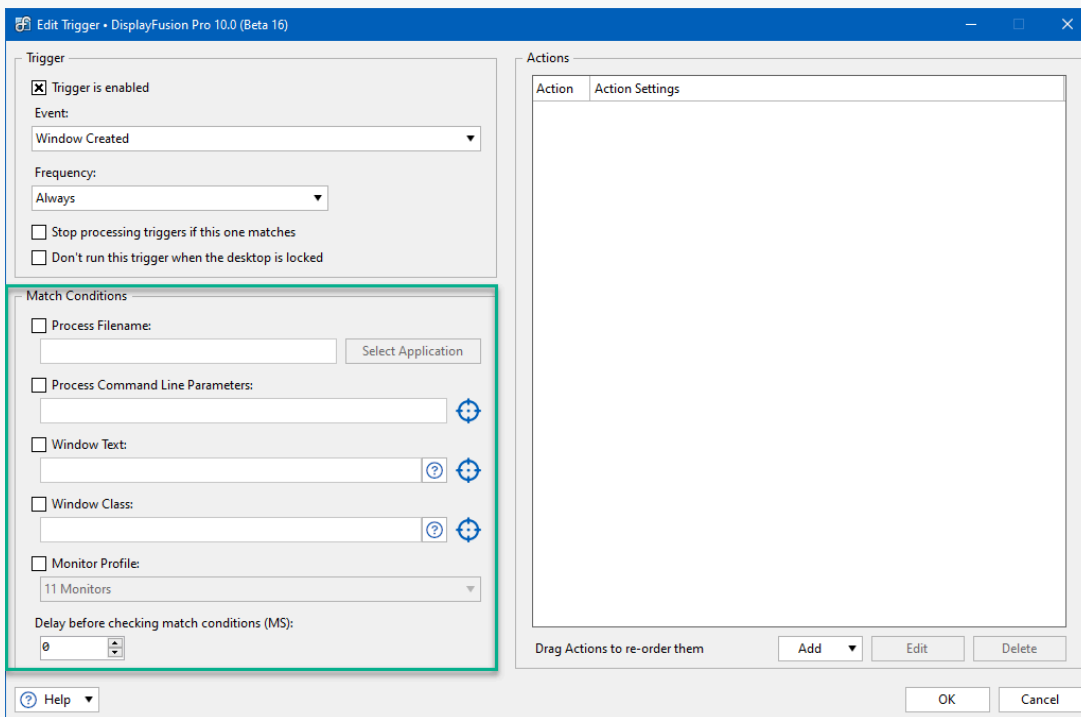 Edit Trigger • DisplayFusion Pro 10.0 (Beta 16)
Trigger
Trigger is enabled
Event:
Window Created
Frequency:
Always
Stop processing triggers if this one matches
Don't run this trigger when the desktop is locked
Match Conditions
Process Filename:
Select Application
Process Command Line Parameters:
Window Text:
Window Class:
Monitor Profile:
11 Monitors
Delay before checking match conditions (MS):
0
Actions
Action Action Settings
Drag Actions to re-order them Add Edit Delete
Help OK Cancel